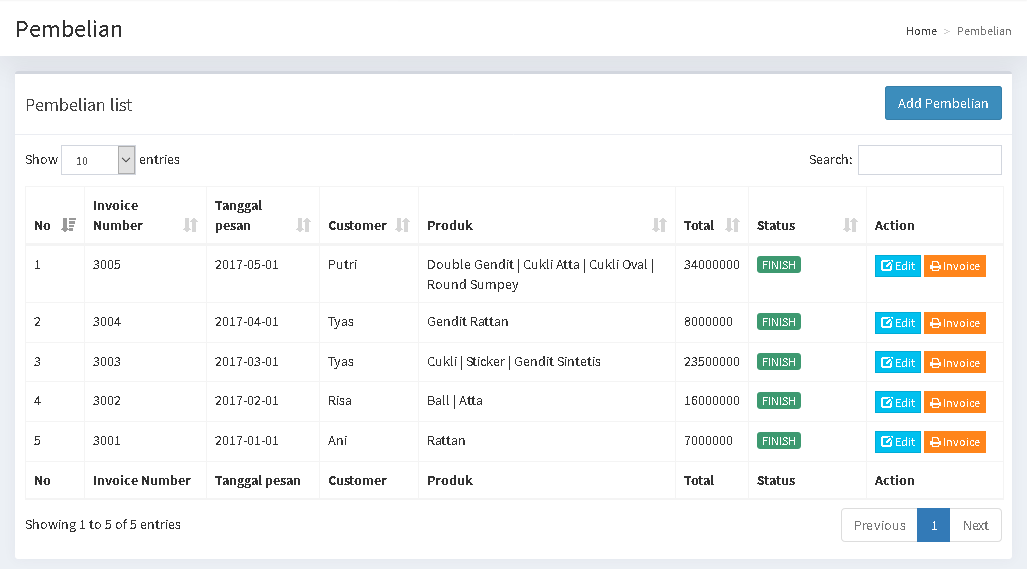 Pembelian
Home > Pembelian
Pembelian list
Add Pembelian
Show 10 entries
Search:
No Invoice Number Tanggal pesan Customer Produk Total Status Action
1 3005 2017-05-01 Putri Double Gendit | Cukli Atta | Cukli Oval | Round Sumpey 34000000 FINISH Edit Invoice
2 3004 2017-04-01 Tyas Gendit Rattan 8000000 FINISH Edit Invoice
3 3003 2017-03-01 Tyas Cukli | Sticker | Gendit Sintetis 23500000 FINISH Edit Invoice
4 3002 2017-02-01 Risa Ball | Atta 16000000 FINISH Edit Invoice
5 3001 2017-01-01 Ani Rattan 7000000 FINISH Edit Invoice
No Invoice Number Tanggal pesan Customer Produk Total Status Action
Showing 1 to 5 of 5 entries
Previous 1 Next